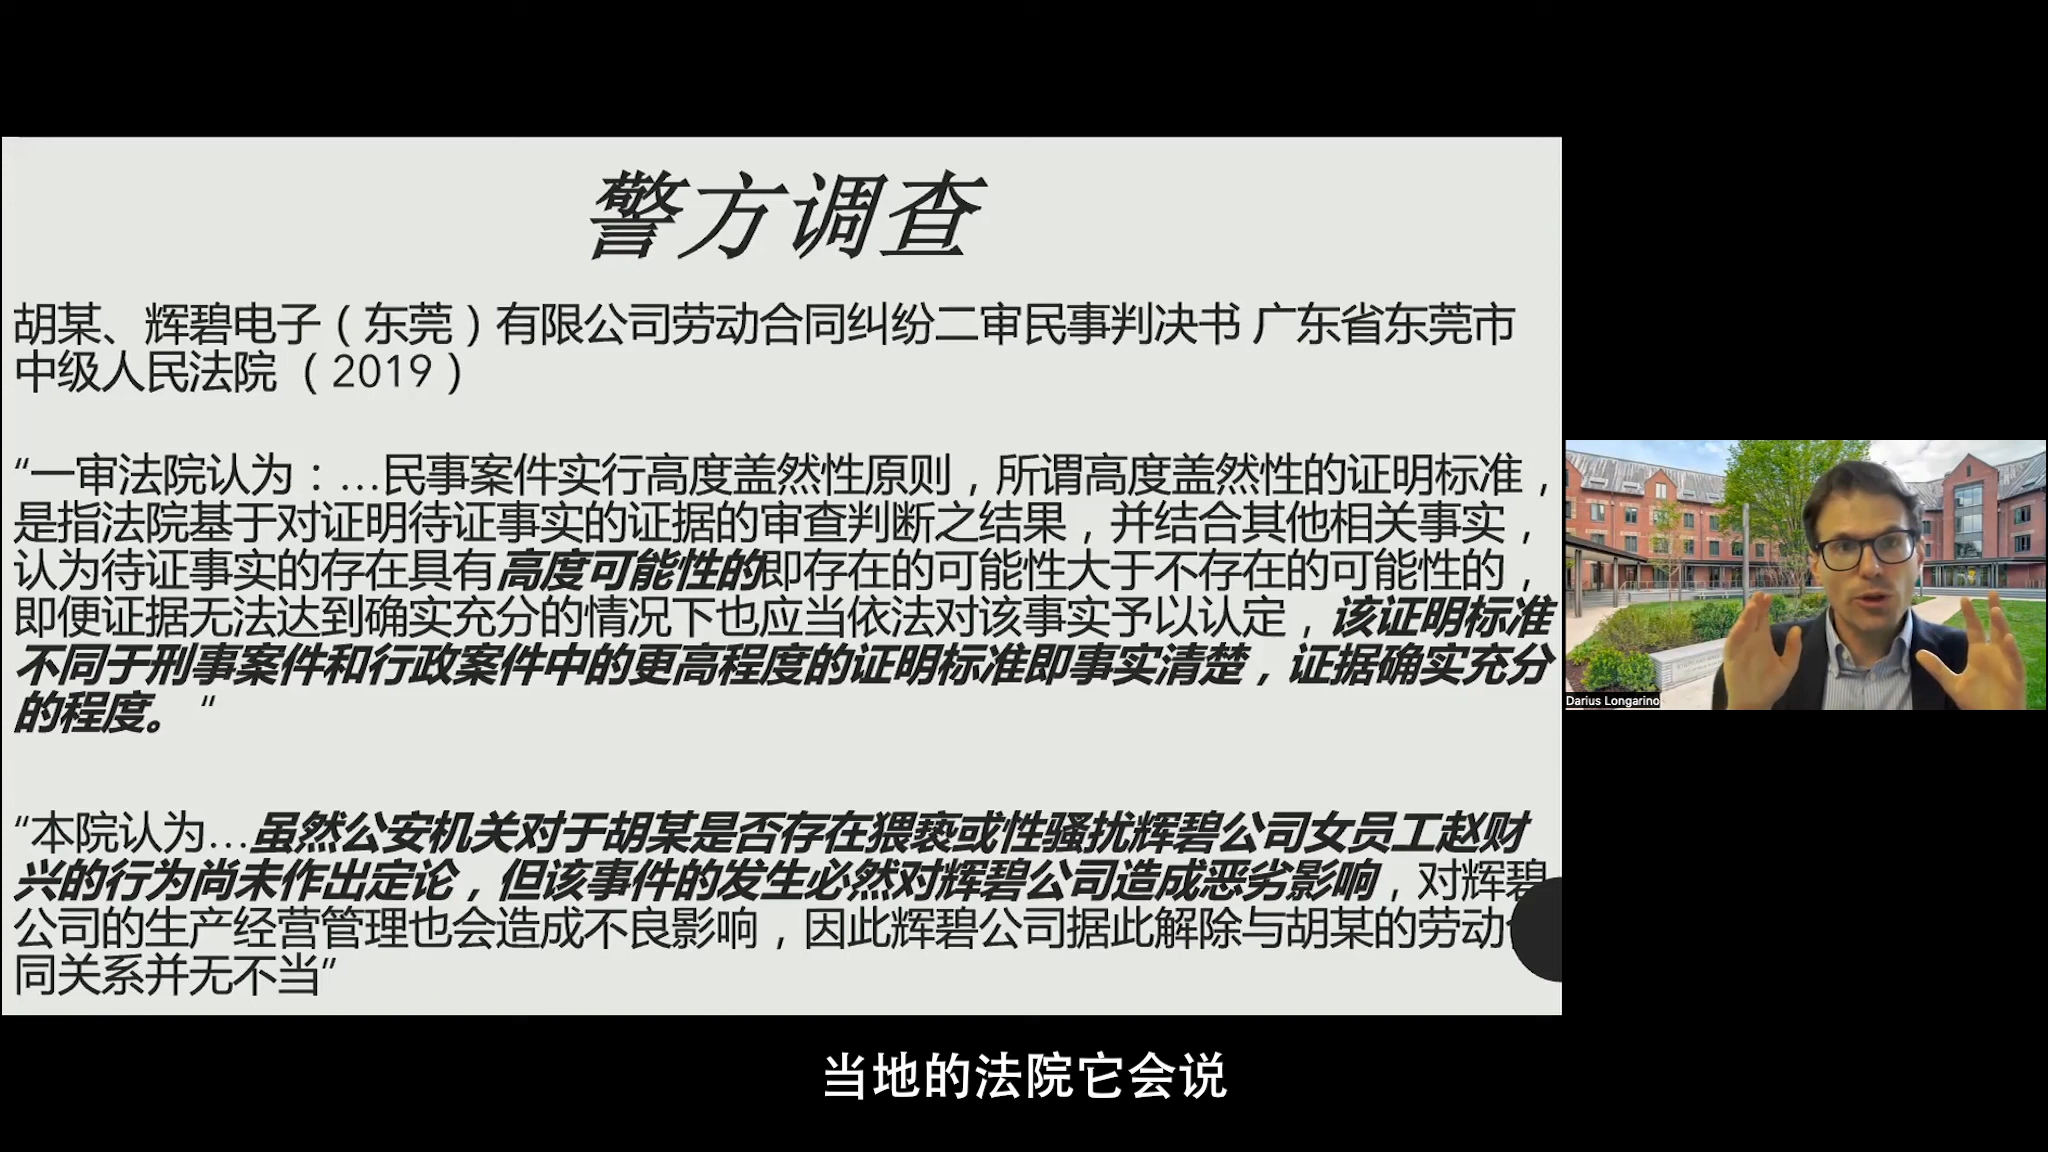 警方调查
胡某、辉碧电子（东莞）有限公司劳动合同纠纷二审民事判决书 广东省东莞市
中级人民法院 （2019）
“一审法院认为：…民事案件实行高度盖然性原则，所谓高度盖然性的证明标准，
是指法院基于对证明待证事实的证据的审查判断之结果，并结合其他相关事实，
认为待证事实的存在具有高度可能性的即存在的可能性大于不存在的可能性的，
即便证据无法达到确实充分的情况下也应当依法对该事实予以认定，该证明标准
不同于刑事案件和行政案件中的更高程度的证明标准即事实清楚，证据确实充分
的程度。“
“本院认为…虽然公安机关对于胡某是否存在猥亵或性骚扰辉碧公司女员工赵财
兴的行为尚未作出定论，但该事件的发生必然对辉碧公司造成恶劣影响，对辉碧
公司的生产经营管理也会造成不良影响，因此辉碧公司据此解除与胡某的劳动合
同关系并无不当”
Darius Longarino
当地的法院它会说